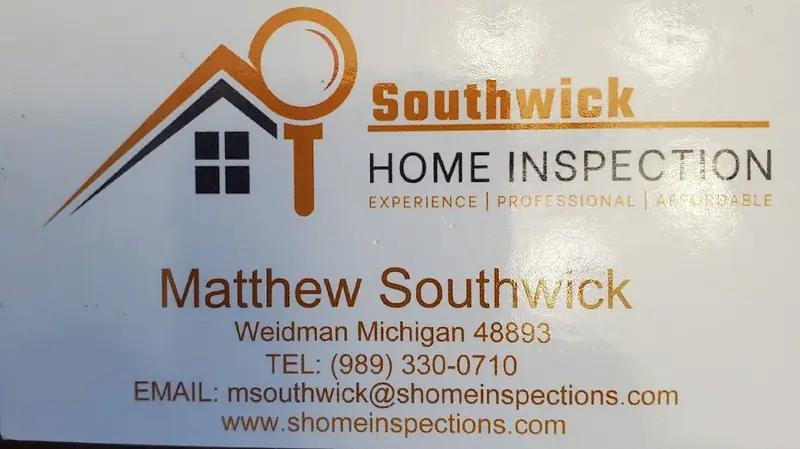 Southwick
HOME INSPECTION
EXPERIENCE | PROFESSIONAL | AFFORDABLE
Matthew Southwick
Weidman Michigan 48893
TEL: (989) 330-0710
EMAIL: msouthwick@shomeinspections.com
www.shomeinspections.com